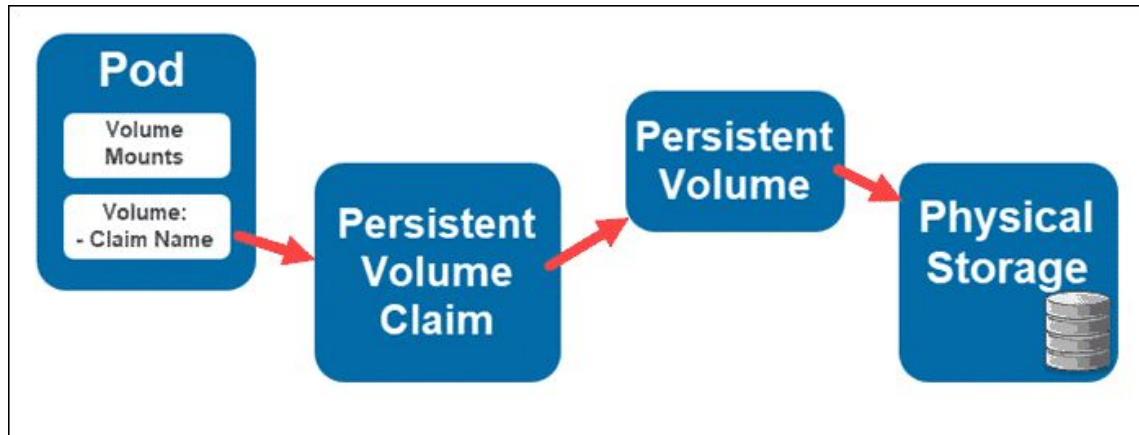 Pod
Volume
Mounts
Volume:
- Claim Name
Persistent
Volume
Claim
Persistent
Volume
Physical
Storage